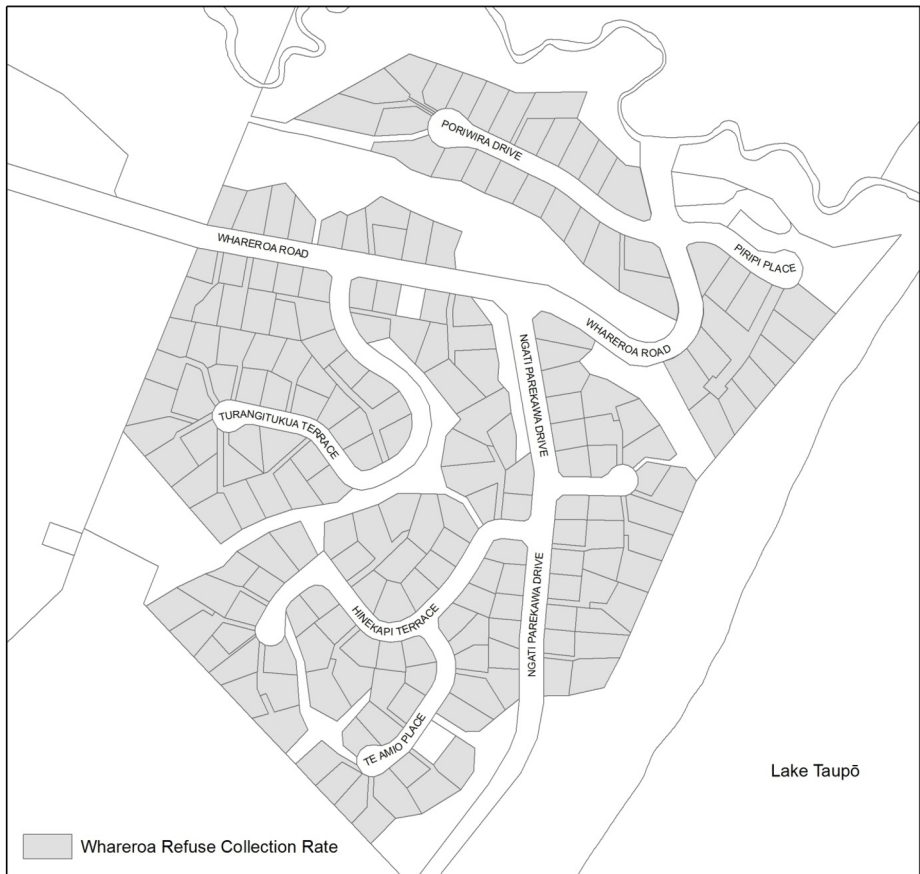 PORIWIRA DRIVE
WHAREROA ROAD
PIRIPI PLACE
WHAREROA ROAD
NGATI PAREKAWA DRIVE
TURANGITUKUA TERRACE
NGATI PAREKAWA DRIVE
HINEKAPI TERRACE
TE AMIO PLACE
Lake Taupō
Whareroa Refuse Collection Rate